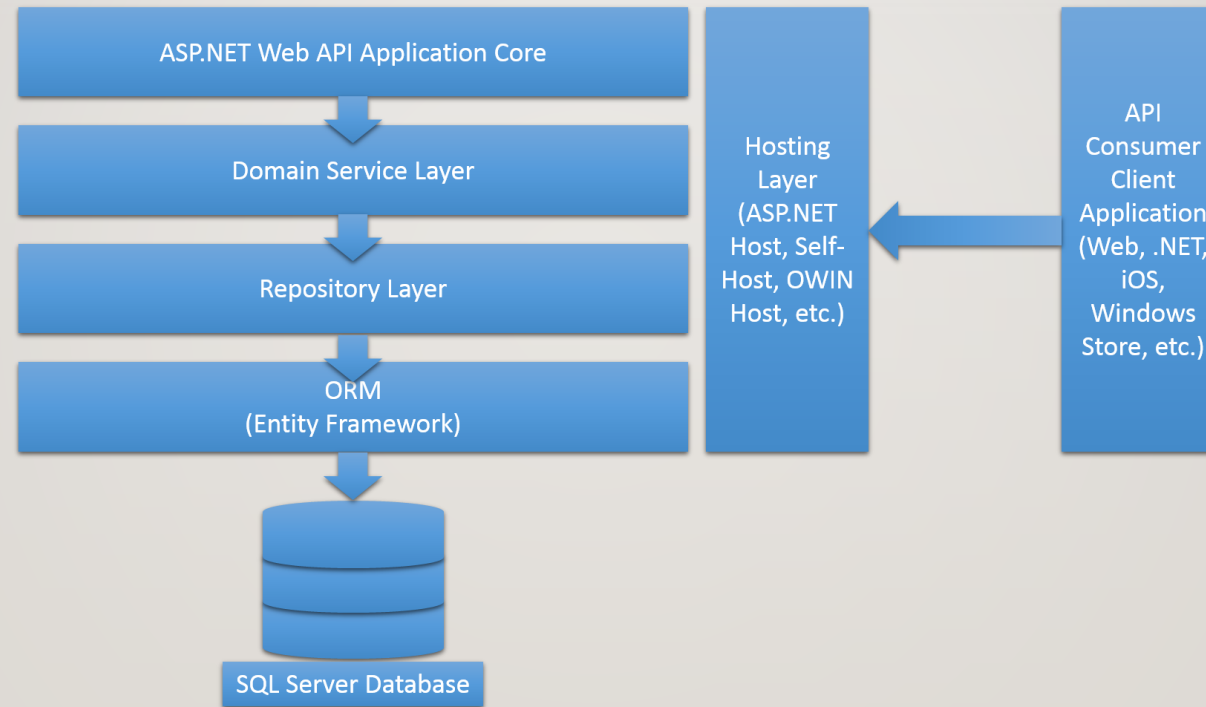 ASP.NET Web API Application Core
Domain Service Layer
Repository Layer
ORM
(Entity Framework)
SQL Server Database
Hosting
Layer
(ASP.NET
Host, Self-
Host, OWIN
Host, etc.)
API
Consumer
Client
Application
(Web, .NET,
iOS,
Windows
Store, etc.)